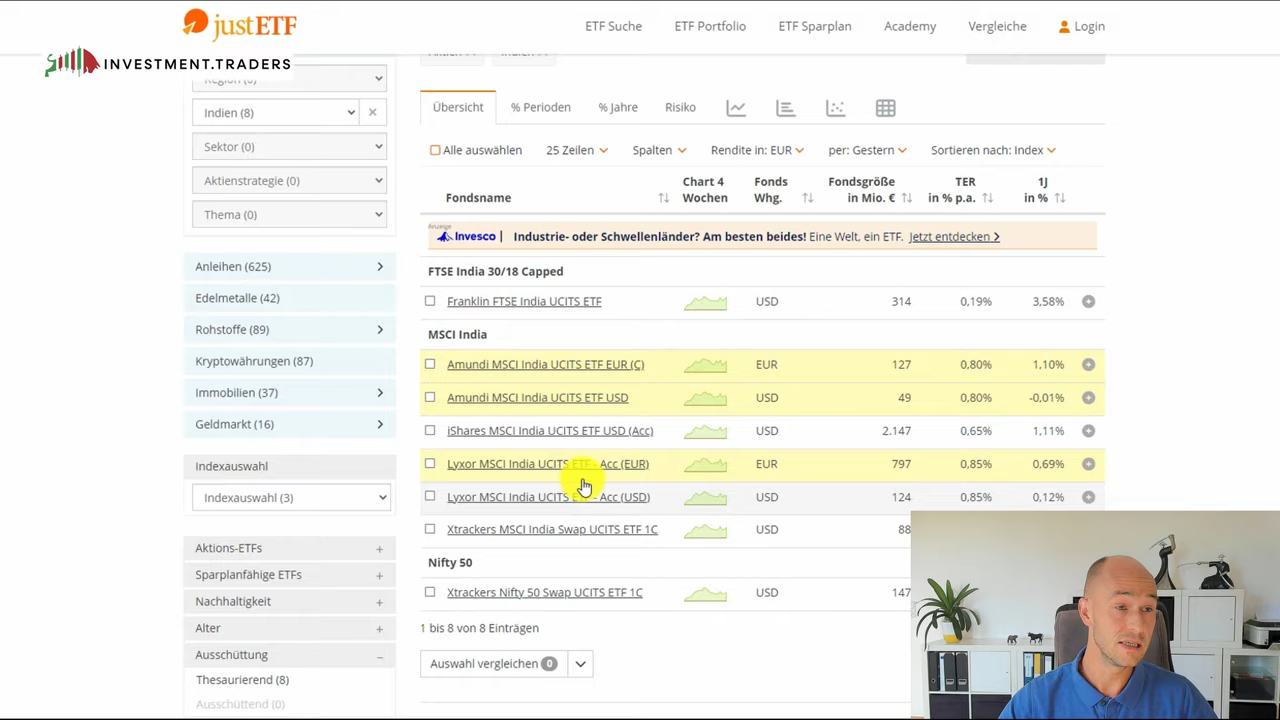 justETF
ETF Suche
ETF Portfolio
ETF Sparplan
Academy
Vergleiche
Login
INVESTMENT.TRADERS
Region (0)
Indien (8)
Sektor (0)
Aktienstrategie (0)
Thema (0)
Anleihen (625)
Edelmetalle (42)
Rohstoffe (89)
Kryptowährungen (87)
Immobilien (37)
Geldmarkt (16)
Indexauswahl
Indexauswahl (3)
Aktions-ETFs
Sparplanfähige ETFs
Nachhaltigkeit
Alter
Ausschüttung
Thesaurierend (8)
Ausschüttend (0)
Übersicht
% Perioden
% Jahre
Risiko
Alle auswählen
25 Zeilen
Spalten
Rendite in: EUR
per: Gestern
Sortieren nach: Index
Fondsname
Chart 4 Wochen
Fonds Whg.
Fondsgröße in Mio. €
TER in % p.a.
1J in %
Anzeige
Invesco | Industrie- oder Schwellenländer? Am besten beides! Eine Welt, ein ETF. Jetzt entdecken
FTSE India 30/18 Capped
Franklin FTSE India UCITS ETF USD 314 0,19% 3,58%
MSCI India
Amundi MSCI India UCITS ETF EUR (C) EUR 127 0,80% 1,10%
Amundi MSCI India UCITS ETF USD USD 49 0,80% -0,01%
iShares MSCI India UCITS ETF USD (Acc) USD 2.147 0,65% 1,11%
Lyxor MSCI India UCITS ETF - Acc (EUR) EUR 797 0,85% 0,69%
Lyxor MSCI India UCITS ETF - Acc (USD) USD 124 0,85% 0,12%
Xtrackers MSCI India Swap UCITS ETF 1C USD 88
Nifty 50
Xtrackers Nifty 50 Swap UCITS ETF 1C USD 147
1 bis 8 von 8 Einträgen
Auswahl vergleichen 0